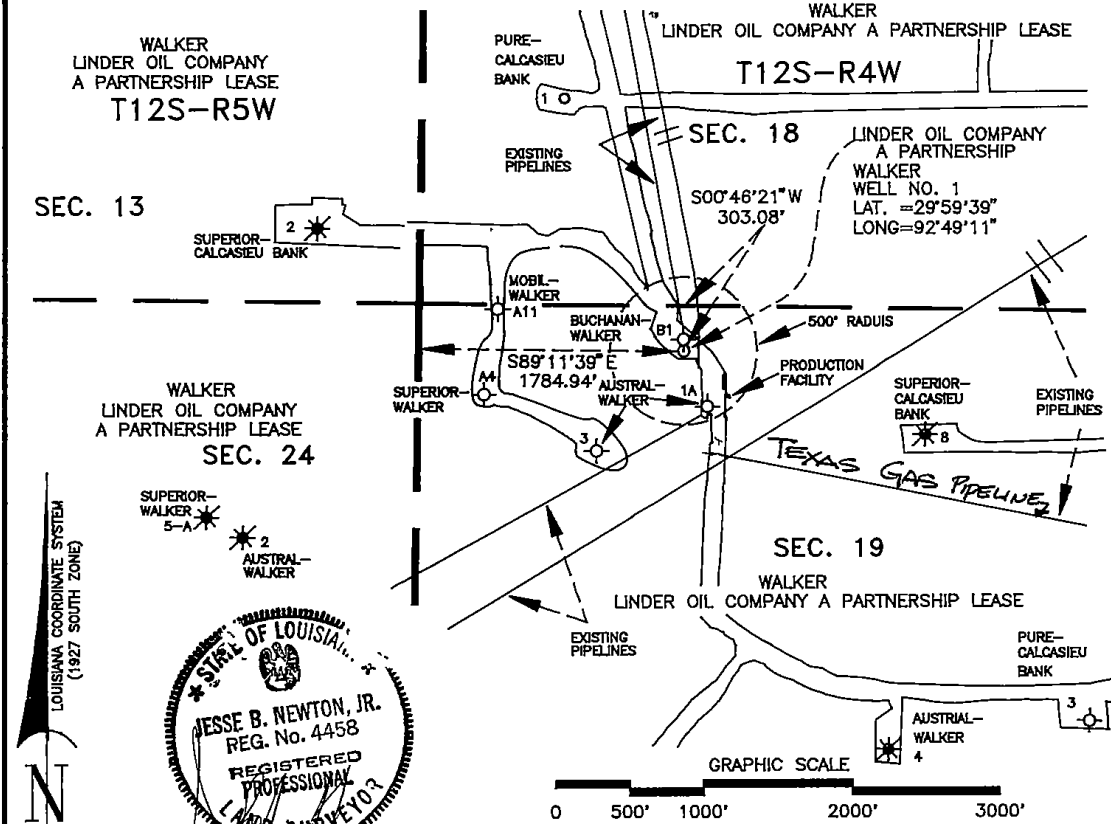 WALKER
LINDER OIL COMPANY
A PARTNERSHIP LEASE
T12S-R5W
SEC. 13
PURE-
CALCASIEU
BANK
1
WALKER
LINDER OIL COMPANY A PARTNERSHIP LEASE
T12S-R4W
SEC. 18
EXISTING
PIPELINES
LINDER OIL COMPANY
A PARTNERSHIP
WALKER
WELL NO. 1
LAT. =29°59'39"
LONG=92°49'11"
S00°46'21"W
303.08'
2
SUPERIOR-
CALCASIEU BANK
MOBIL-
WALKER
A11
BUCHANAN-
WALKER
B1
500' RADUIS
S89°11'39"E
1784.94'
PRODUCTION
FACILITY
A4
SUPERIOR-
WALKER
AUSTRAL-
WALKER
1A
3
SUPERIOR-
CALCASIEU
BANK
8
EXISTING
PIPELINES
TEXAS GAS PIPELINE
WALKER
LINDER OIL COMPANY
A PARTNERSHIP LEASE
SEC. 24
SUPERIOR-
WALKER
5-A
2
AUSTRAL-
WALKER
SEC. 19
WALKER
LINDER OIL COMPANY A PARTNERSHIP LEASE
EXISTING
PIPELINES
PURE-
CALCASIEU
BANK
3
AUSTRIAL-
WALKER
4
LOUISIANA COORDINATE SYSTEM
(1927 SOUTH ZONE)
N
STATE OF
JESSE B. NEWTON, JR.
REG. No. 4458
REGISTERED
PROFESSIONAL
GRAPHIC SCALE
0 500' 1000' 2000' 3000'